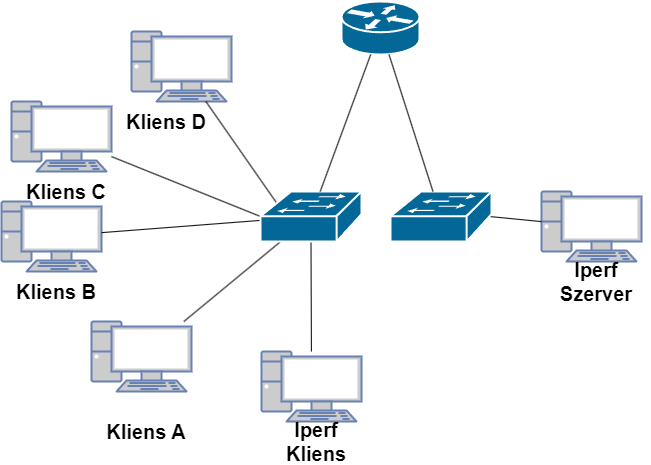 Kliens D
Kliens C
Kliens B
Iperf
Szerver
Kliens A
Iperf
Kliens